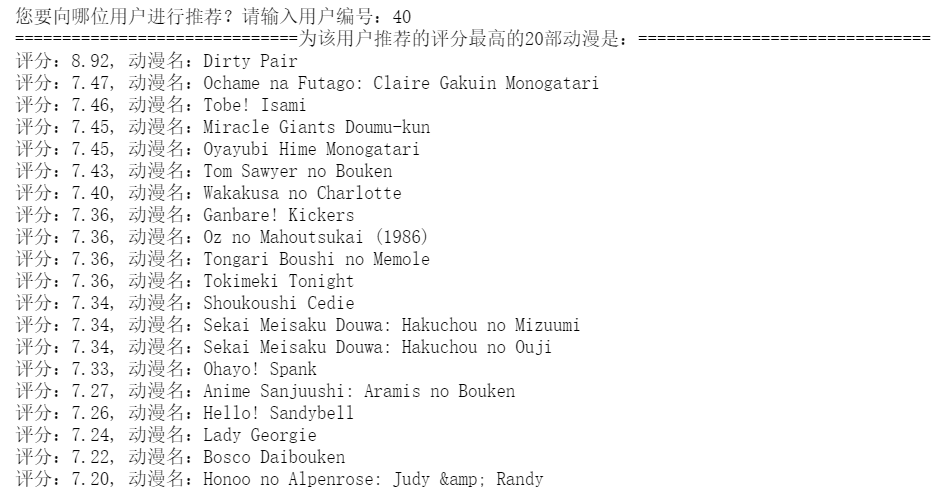 您要向哪位用户进行推荐？请输入用户编号：40
==============================为该用户推荐的评分最高的20部动漫是：===============================
评分：8.92, 动漫名：Dirty Pair
评分：7.47, 动漫名：Ochame na Futago: Claire Gakuin Monogatari
评分：7.46, 动漫名：Tobe! Isami
评分：7.45, 动漫名：Miracle Giants Doumu-kun
评分：7.45, 动漫名：Oyayubi Hime Monogatari
评分：7.43, 动漫名：Tom Sawyer no Bouken
评分：7.40, 动漫名：Wakakusa no Charlotte
评分：7.36, 动漫名：Ganbare! Kickers
评分：7.36, 动漫名：Oz no Mahoutsukai (1986)
评分：7.36, 动漫名：Tongari Boushi no Memole
评分：7.36, 动漫名：Tokimeki Tonight
评分：7.34, 动漫名：Shoukoushi Cedie
评分：7.34, 动漫名：Sekai Meisaku Douwa: Hakuchou no Mizuumi
评分：7.34, 动漫名：Sekai Meisaku Douwa: Hakuchou no Ouji
评分：7.33, 动漫名：Ohayo! Spank
评分：7.27, 动漫名：Anime Sanjuushi: Aramis no Bouken
评分：7.26, 动漫名：Hello! Sandybell
评分：7.24, 动漫名：Lady Georgie
评分：7.22, 动漫名：Bosco Daibouken
评分：7.20, 动漫名：Honoo no Alpenrose: Judy &amp; Randy